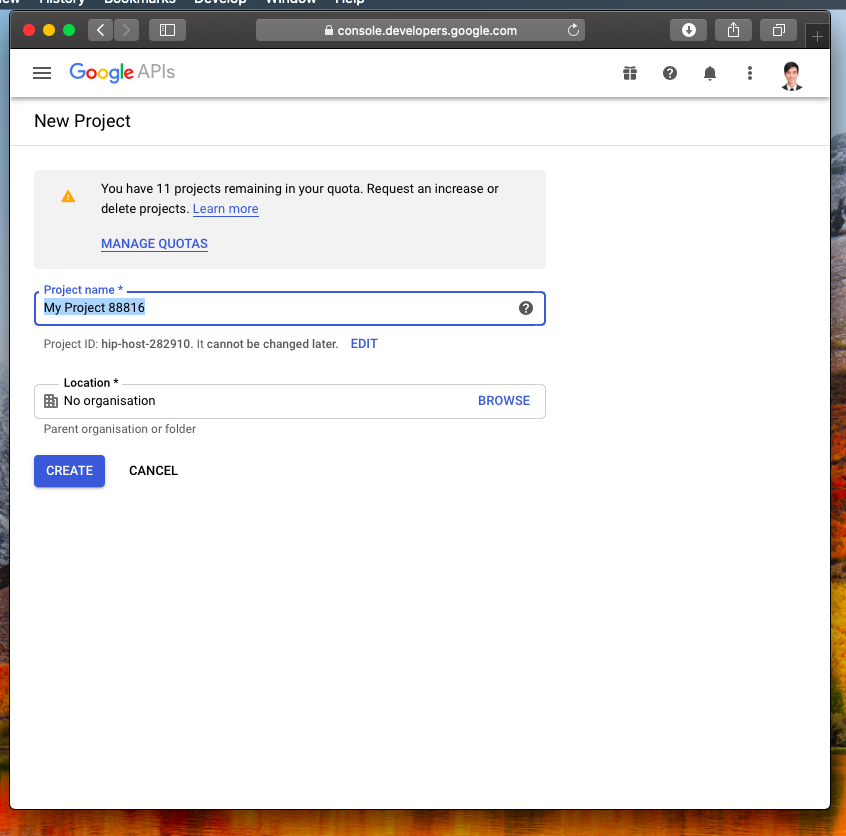 History Bookmarks Develop Window Help
console.developers.google.com
Google APIs
New Project
You have 11 projects remaining in your quota. Request an increase or
delete projects. Learn more
MANAGE QUOTAS
Project name *
My Project 88816
Project ID: hip-host-282910. It cannot be changed later. EDIT
Location *
No organisation BROWSE
Parent organisation or folder
CREATE CANCEL